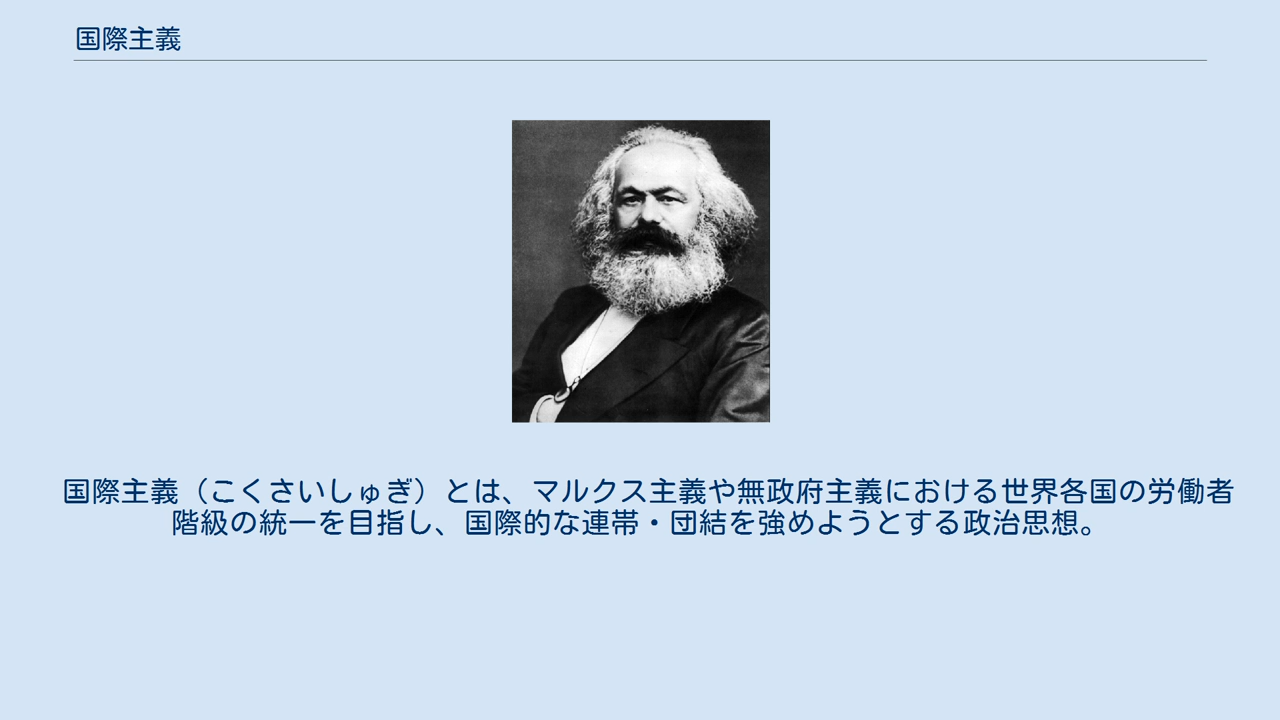 国際主義
国際主義（こくさいしゅぎ）とは、マルクス主義や無政府主義における世界各国の労働者
階級の統一を目指し、国際的な連帯・団結を強めようとする政治思想。